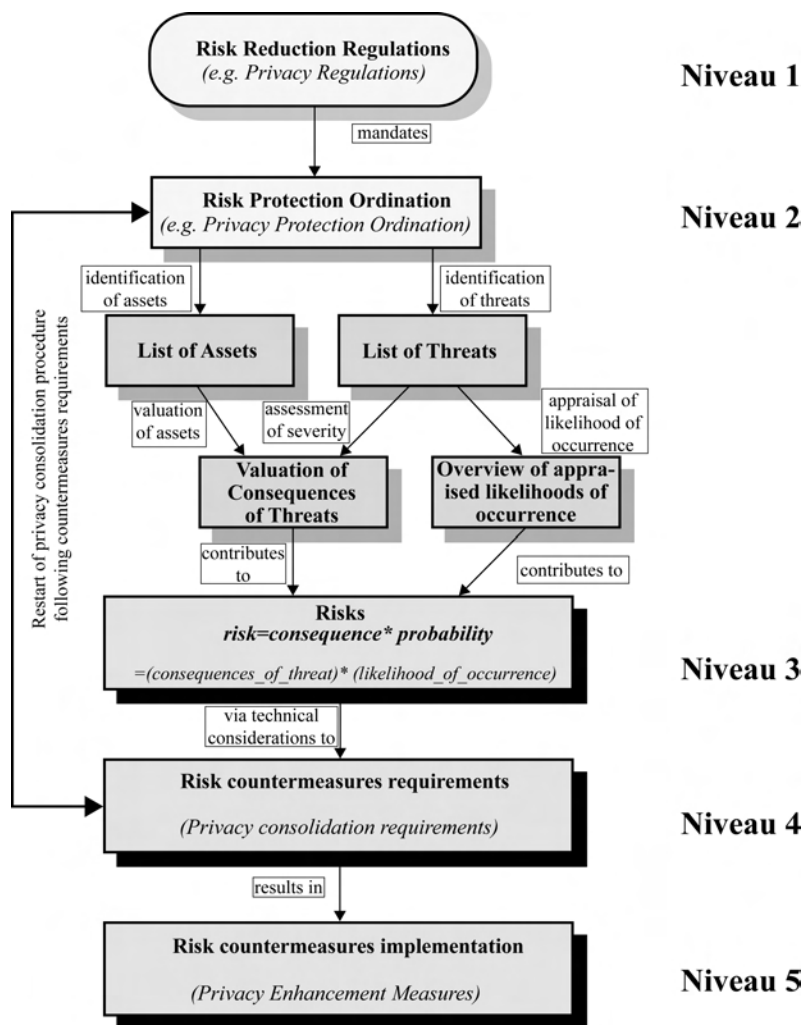 Risk Reduction Regulations
(e.g. Privacy Regulations)
Niveau 1
mandates
Risk Protection Ordination
(e.g. Privacy Protection Ordination)
Niveau 2
identification
of assets
identification
of threats
List of Assets
List of Threats
valuation
of assets
assessment
of severity
appraisal of
likelihood of
occurrence
Valuation of
Consequences
of Threats
Overview of appra-
ised likelihoods of
occurrence
contributes
to
contributes to
Restart of privacy consolidation procedure
following countermeasures requirements
Risks
risk=consequence* probability
=(consequences_of_threat)* (likelihood_of_occurrence)
Niveau 3
via technical
considerations to
Risk countermeasures requirements
(Privacy consolidation requirements)
Niveau 4
results in
Risk countermeasures implementation
(Privacy Enhancement Measures)
Niveau 5